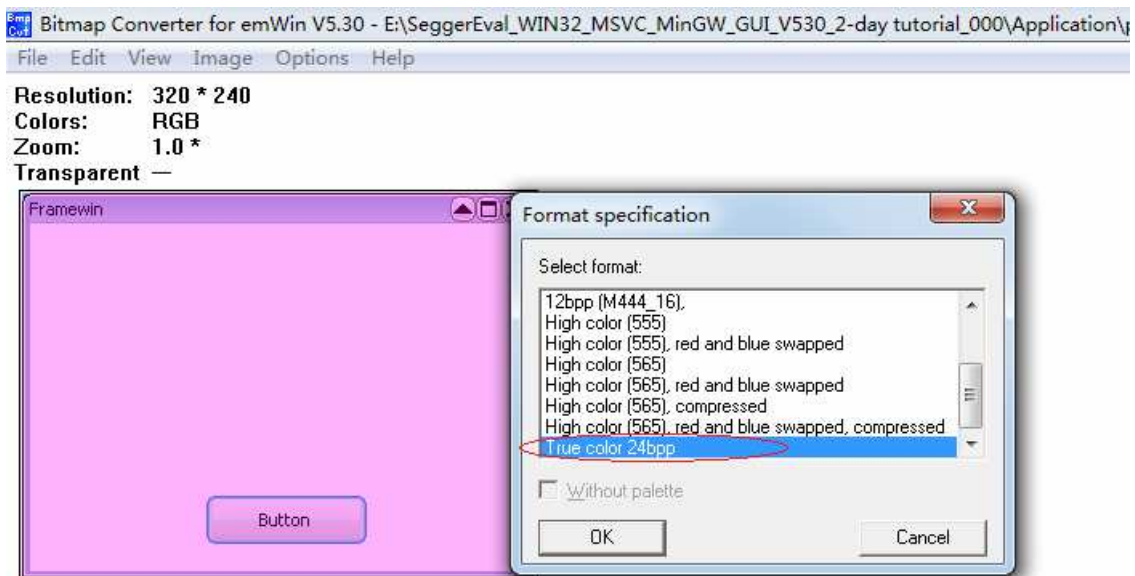 Bmp Cvt Bitmap Converter for emWin V5.30 - E:\SeggerEval_WIN32_MSVC_MinGW_GUI_V530_2-day tutorial_000\Application\
File Edit View Image Options Help
Resolution: 320 * 240
Colors: RGB
Zoom: 1.0 *
Transparent —
Framewin
Format specification
Select format:
12bpp (M444_16),
High color (555)
High color (555), red and blue swapped
High color (565)
High color (565), red and blue swapped
High color (565), compressed
High color (565), red and blue swapped, compressed
True color 24bpp
Without palette
Button
OK Cancel